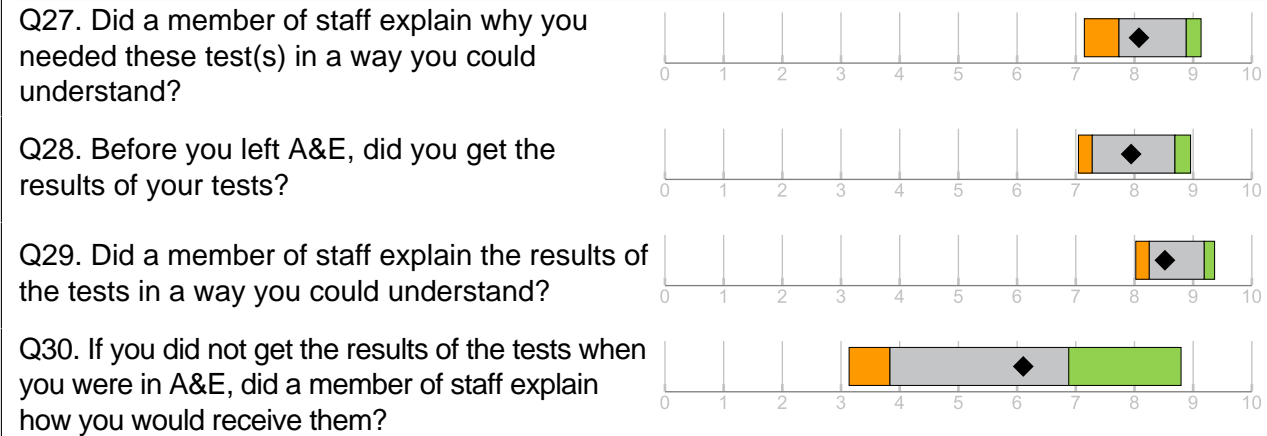 Q27. Did a member of staff explain why you
needed these test(s) in a way you could
understand?
0 1 2 3 4 5 6 7 8 9 10
Q28. Before you left A&E, did you get the
results of your tests?
0 1 2 3 4 5 6 7 8 9 10
Q29. Did a member of staff explain the results of
the tests in a way you could understand?
0 1 2 3 4 5 6 7 8 9 10
Q30. If you did not get the results of the tests when
you were in A&E, did a member of staff explain
how you would receive them?
0 1 2 3 4 5 6 7 8 9 10